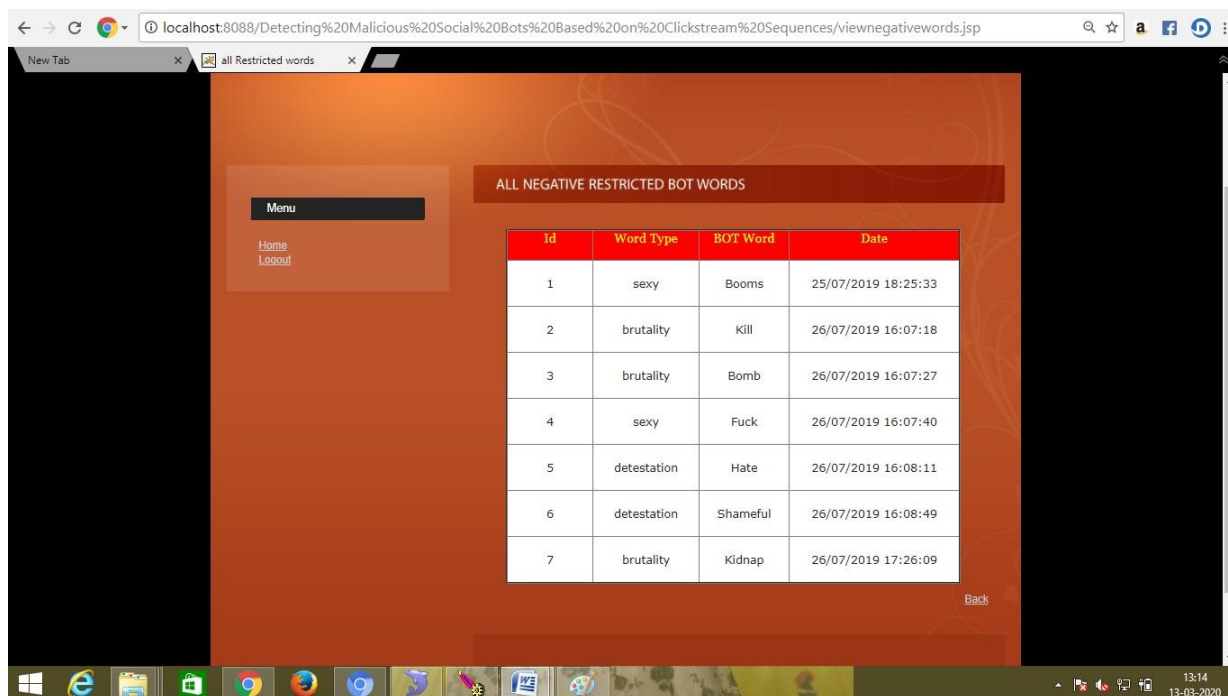 localhost:8088/Detecting%20Malicious%20Social%20Bots%20Based%20on%20Clickstream%20Sequences/viewnegativewords.jsp
New Tab
all Restricted words
ALL NEGATIVE RESTRICTED BOT WORDS
Menu
Home
Logout
Id Word Type BOT Word Date
1 sexy Booms 25/07/2019 18:25:33
2 brutality Kill 26/07/2019 16:07:18
3 brutality Bomb 26/07/2019 16:07:27
4 sexy Fuck 26/07/2019 16:07:40
5 detestation Hate 26/07/2019 16:08:11
6 detestation Shameful 26/07/2019 16:08:49
7 brutality Kidnap 26/07/2019 17:26:09
Back
13:14
13-03-2020